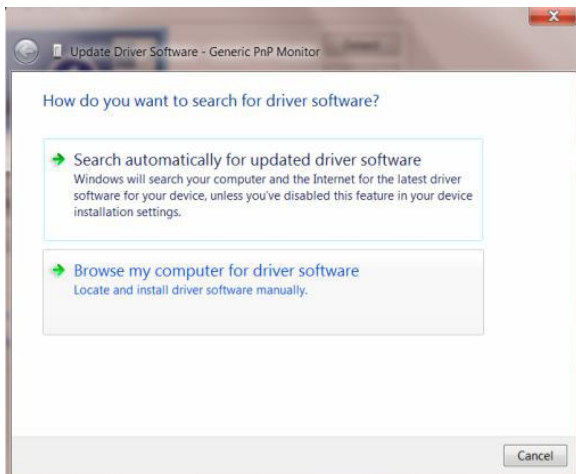 Update Driver Software - Generic PnP Monitor
How do you want to search for driver software?
Search automatically for updated driver software
Windows will search your computer and the Internet for the latest driver
software for your device, unless you've disabled this feature in your device
installation settings.
Browse my computer for driver software
Locate and install driver software manually.
Cancel